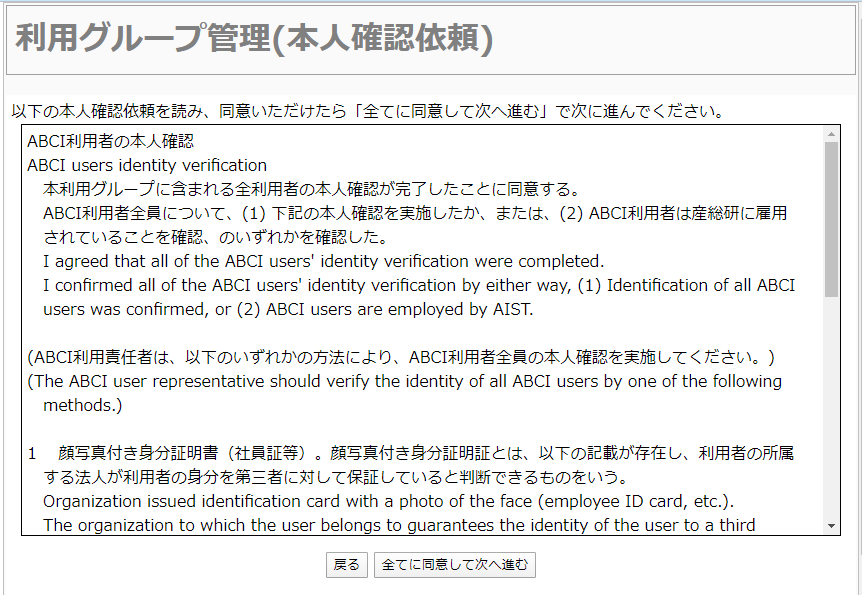 利用グループ管理(本人確認依頼)
以下の本人確認依頼を読み、同意いただけたら「全てに同意して次へ進む」で次に進んでください。
ABCI利用者の本人確認
ABCI users identity verification
本利用グループに含まれる全利用者の本人確認が完了したことに同意する。
ABCI利用者全員について、(1) 下記の本人確認を実施したか、または、(2) ABCI利用者は産総研に雇用
されていることを確認、のいずれかを確認した。
I agreed that all of the ABCI users' identity verification were completed.
I confirmed all of the ABCI users' identity verification by either way, (1) Identification of all ABCI
users was confirmed, or (2) ABCI users are employed by AIST.
(ABCI利用責任者は、以下のいずれかの方法により、ABCI利用者全員の本人確認を実施してください。)
(The ABCI user representative should verify the identity of all ABCI users by one of the following
methods.)
1　顔写真付き身分証明書（社員証等）。顔写真付き身分証明証とは、以下の記載が存在し、利用者の所属
する法人が利用者の身分を第三者に対して保証していると判断できるものをいう。
Organization issued identification card with a photo of the face (employee ID card, etc.).
The organization to which the user belongs to guarantees the identity of the user to a third
戻る 全てに同意して次へ進む